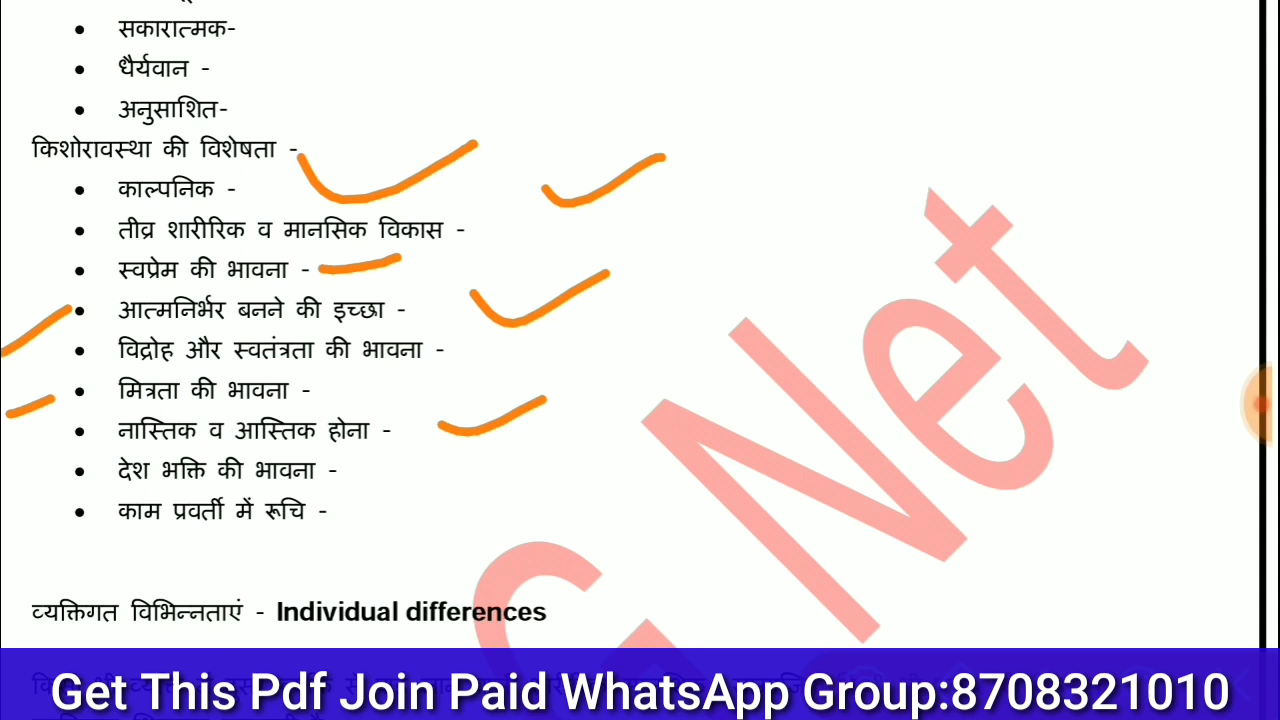 सकारात्मक-
धैर्यवान -
अनुसाशित-
किशोरावस्था की विशेषता -
काल्पनिक -
तीव्र शारीरिक व मानसिक विकास -
स्वप्रेम की भावना -
आत्मनिर्भर बनने की इच्छा -
विद्रोह और स्वतंत्रता की भावना -
मित्रता की भावना -
नास्तिक व आस्तिक होना -
देश भक्ति की भावना -
काम प्रवर्ती में रूचि -
व्यक्तिगत विभिन्नताएं - Individual differences
G Net
Get This Pdf Join Paid WhatsApp Group:8708321010